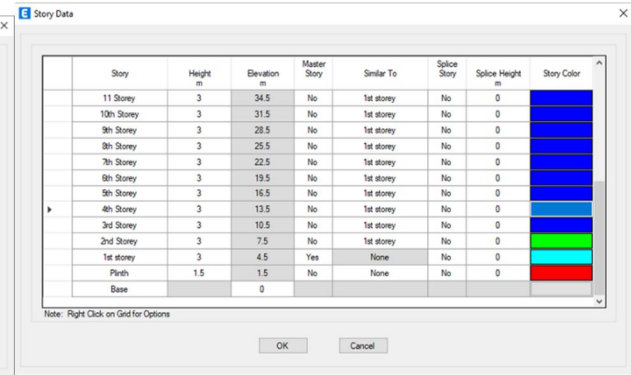 E Story Data
Story Height m Elevation m Master Story Similar To Splice Story Splice Height m Story Color
11 Storey 3 34.5 No 1st storey No 0
10th Storey 3 31.5 No 1st storey No 0
9th Storey 3 28.5 No 1st storey No 0
8th Storey 3 25.5 No 1st storey No 0
7th Storey 3 22.5 No 1st storey No 0
6th Storey 3 19.5 No 1st storey No 0
5th Storey 3 16.5 No 1st storey No 0
4th Storey 3 13.5 No 1st storey No 0
3rd Storey 3 10.5 No 1st storey No 0
2nd Storey 3 7.5 No 1st storey No 0
1st storey 3 4.5 Yes None No 0
Plinth 1.5 1.5 No None No 0
Base 0
Note: Right Click on Grid for Options
OK Cancel